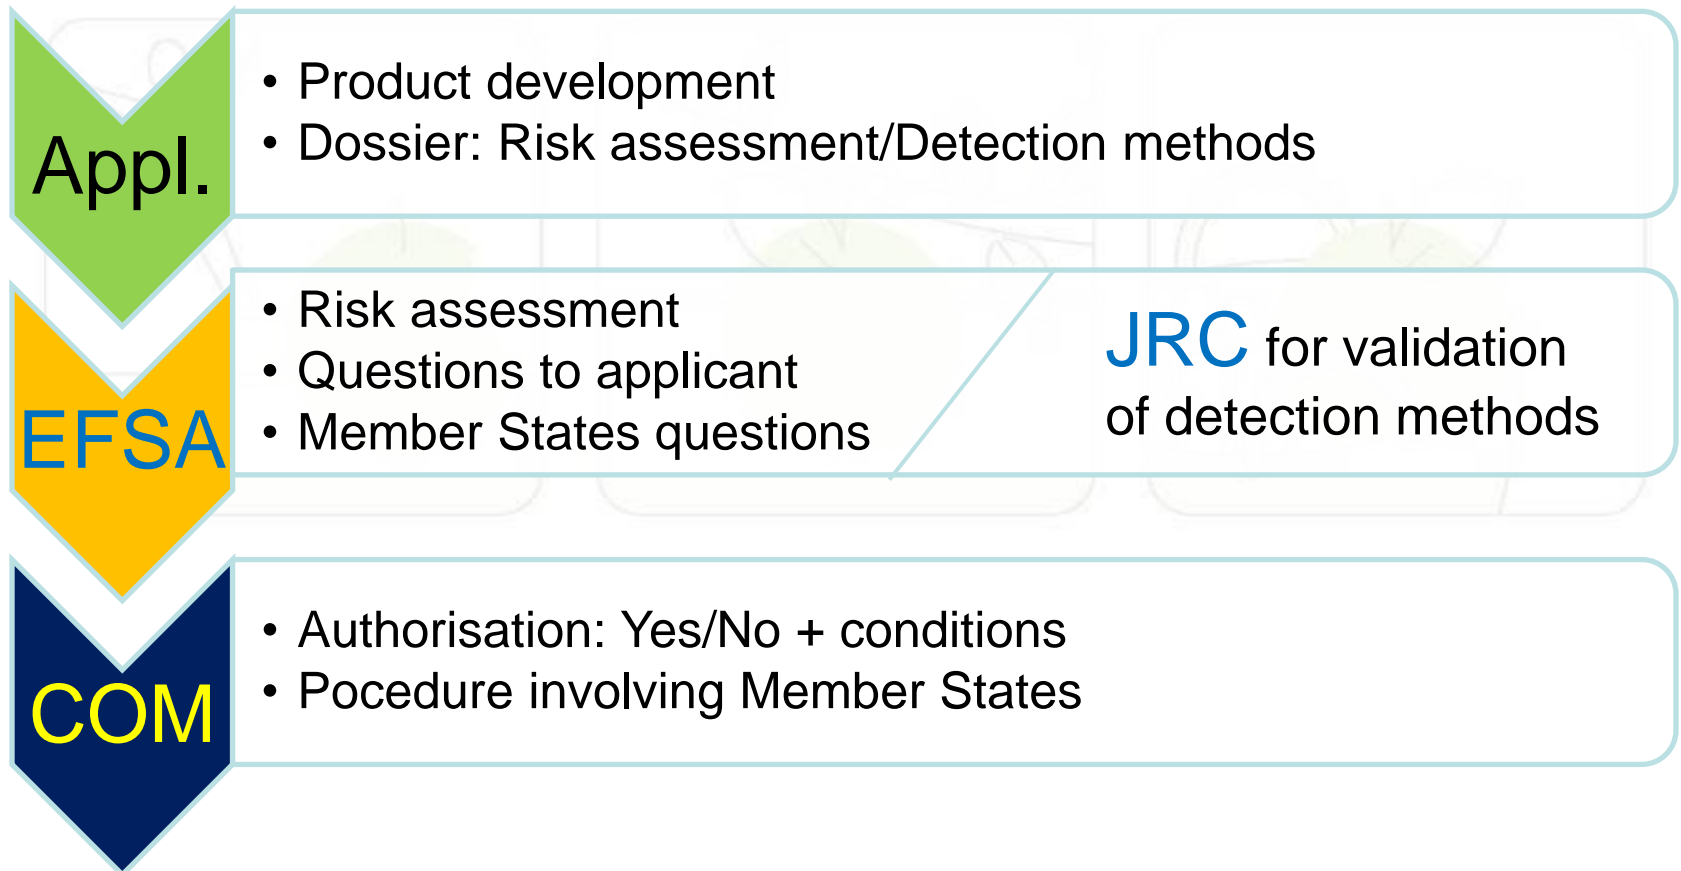 Appl.
• Product development
• Dossier: Risk assessment/Detection methods
EFSA
• Risk assessment
• Questions to applicant
• Member States questions
JRC for validation
of detection methods
COM
• Authorisation: Yes/No + conditions
• Pocedure involving Member States